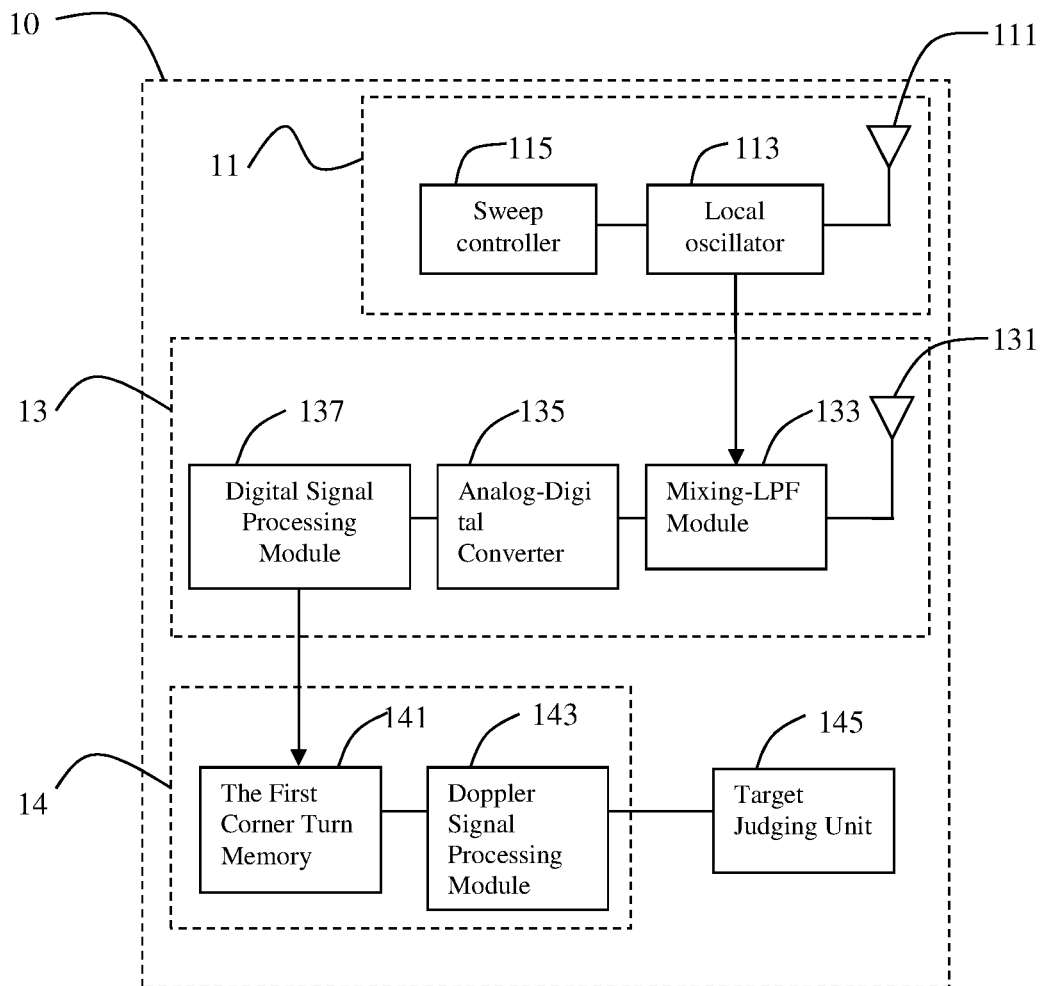 10
111
11
115
113
Sweep
controller
Local
oscillator
131
13
137
135
133
Digital Signal
Processing
Module
Analog-Digi
tal
Converter
Mixing-LPF
Module
14
141
143
145
The First
Corner Turn
Memory
Doppler
Signal
Processing
Module
Target
Judging Unit